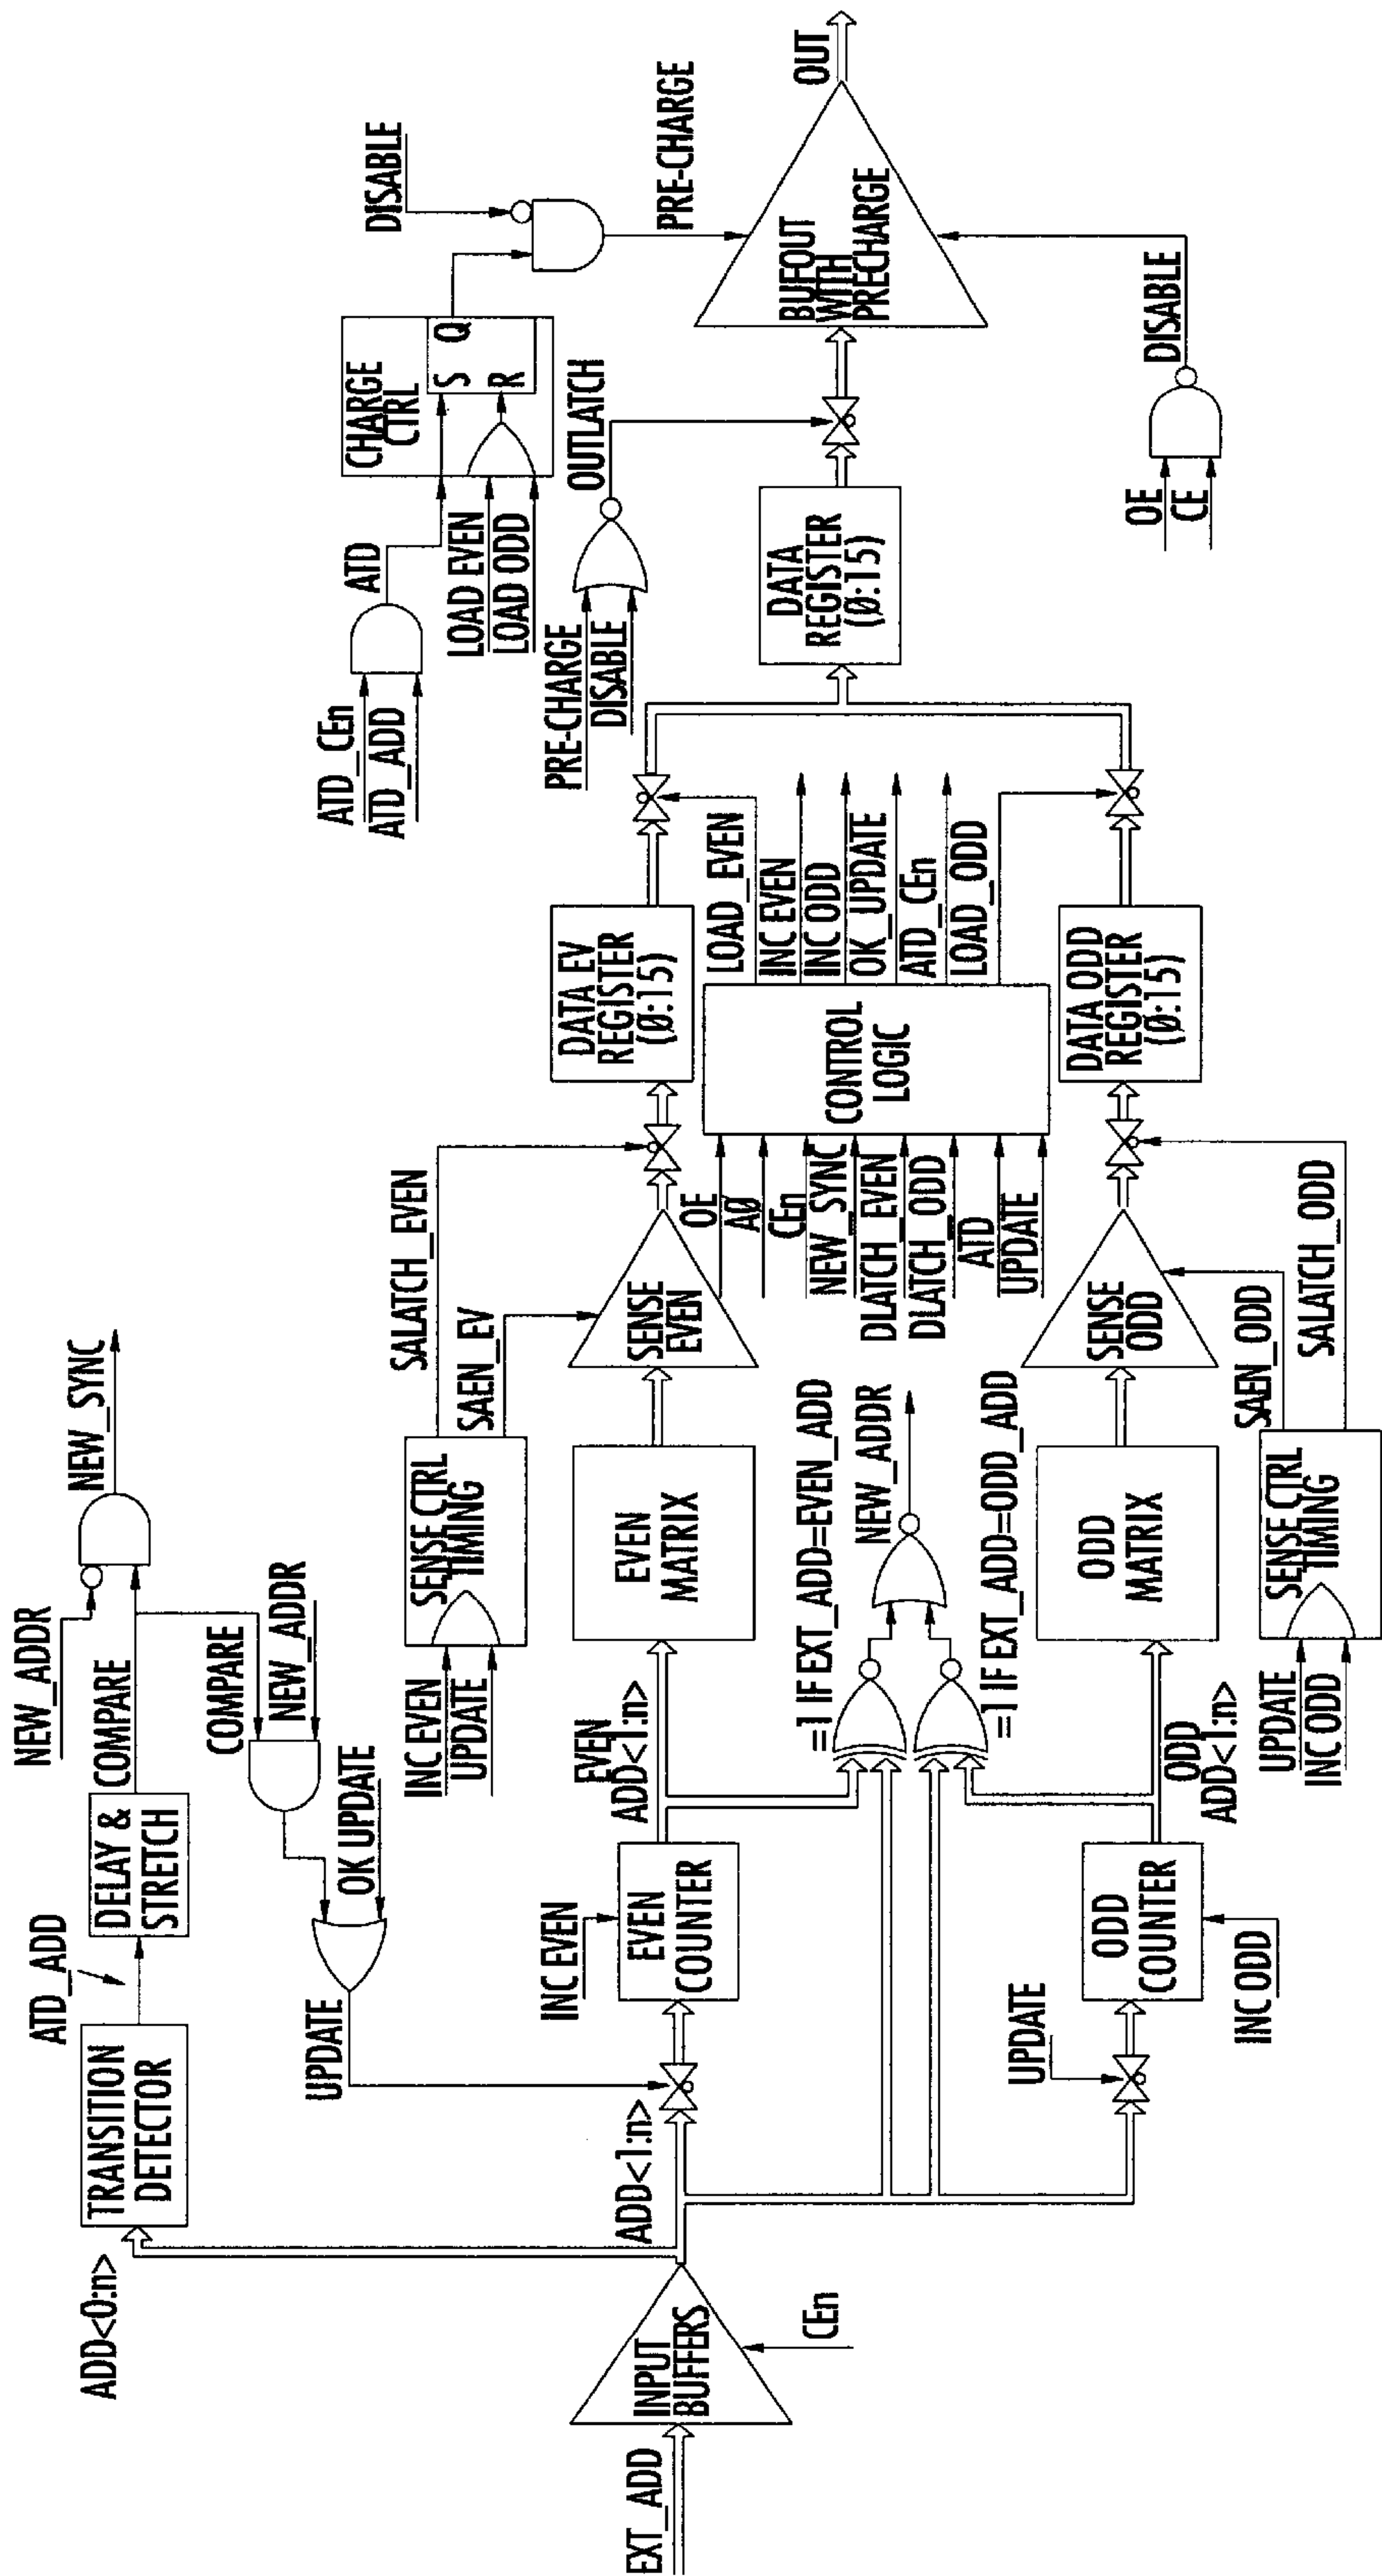 EXT_ADD
INPUT
BUFFERS
CEn
ADD<0:n>
ADD<1:n>
TRANSITION
DETECTOR
ATD_ADD
DELAY &
STRETCH
COMPARE
NEW_ADDR
NEW_SYNC
COMPARE
NEW_ADDR
OK UPDATE
UPDATE
INC EVEN
EVEN
COUNTER
EVEN
ADD<1:n>
UPDATE
ODD
COUNTER
INC ODD
ODD
ADD<1:n>
INC EVEN
UPDATE
SENSE CTRL
TIMING
SALATCH_EVEN
SAEN_EV
EVEN
MATRIX
SENSE
EVEN
=1 IF EXT_ADD=EVEN_ADD
NEW_ADDR
=1 IF EXT_ADD=ODD_ADD
ODD
MATRIX
SENSE
ODD
UPDATE
INC ODD
SENSE CTRL
TIMING
SAEN_ODD
SALATCH_ODD
OE
AØ
CEn
NEW_SYNC
DLATCH_EVEN
DLATCH_ODD
ATD
UPDATE
CONTROL
LOGIC
LOAD_EVEN
INC EVEN
INC ODD
OK_UPDATE
ATD_CEn
LOAD_ODD
DATA EV
REGISTER
(Ø:15)
DATA ODD
REGISTER
(Ø:15)
ATD_CEn
ATD_ADD
ATD
LOAD EVEN
LOAD ODD
CHARGE
CTRL
S Q
R
DISABLE
PRE-CHARGE
PRE-CHARGE
DISABLE
OUTLATCH
DATA
REGISTER
(Ø:15)
BUFOUT
WITH
PRECHARGE
OUT
OE
CE
DISABLE